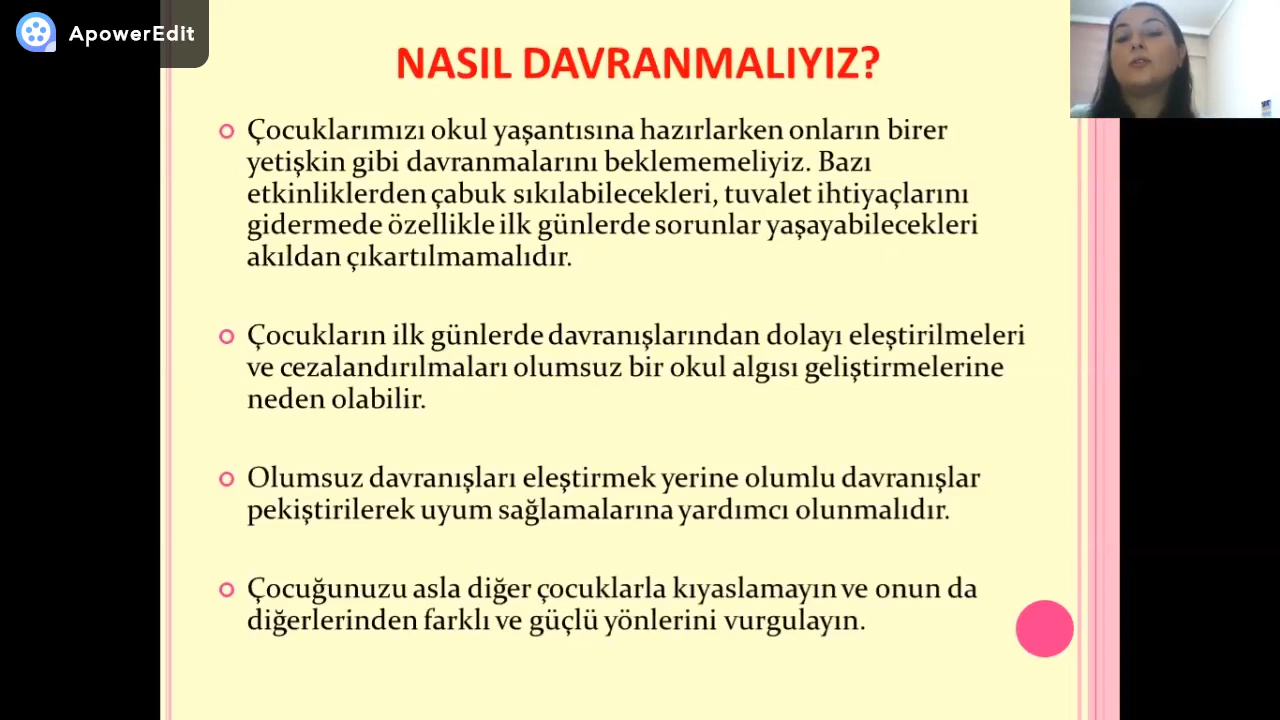 ApowerEdit
NASIL DAVRANMALIYIZ?
Çocuklarımızı okul yaşantısına hazırlarken onların birer
yetişkin gibi davranmalarını beklememeliyiz. Bazı
etkinliklerden çabuk sıkılabilecekleri, tuvalet ihtiyaçlarını
gidermede özellikle ilk günlerde sorunlar yaşayabilecekleri
akıldan çıkartılmamalıdır.
Çocukların ilk günlerde davranışlarından dolayı eleştirilmeleri
ve cezalandırılmaları olumsuz bir okul algısı geliştirmelerine
neden olabilir.
Olumsuz davranışları eleştirmek yerine olumlu davranışlar
pekiştirilerek uyum sağlamalarına yardımcı olunmalıdır.
Çocuğunuzu asla diğer çocuklarla kıyaslamayın ve onun da
diğerlerinden farklı ve güçlü yönlerini vurgulayın.